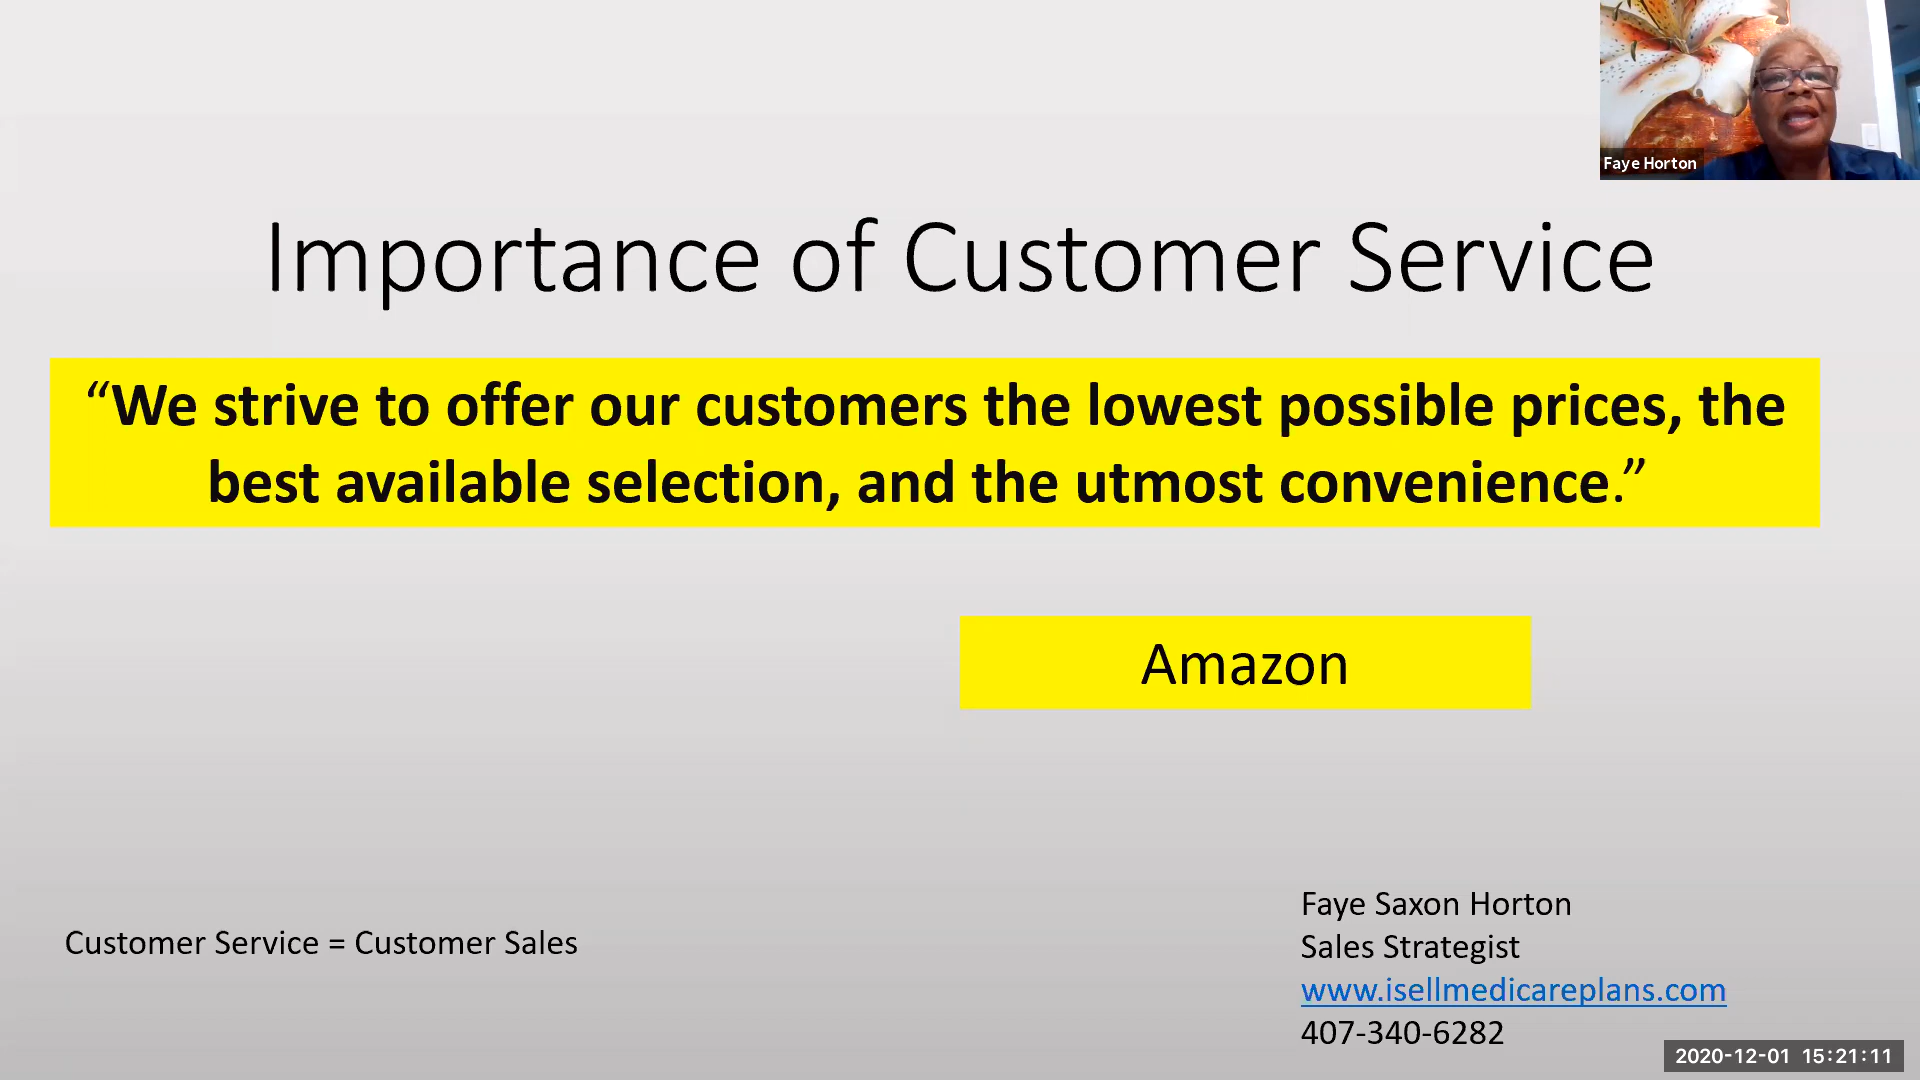 Faye Horton
Importance of Customer Service
“We strive to offer our customers the lowest possible prices, the
best available selection, and the utmost convenience.”
Amazon
Customer Service = Customer Sales
Faye Saxon Horton
Sales Strategist
www.isellmedicareplans.com
407-340-6282
2020-12-01 15:21:11